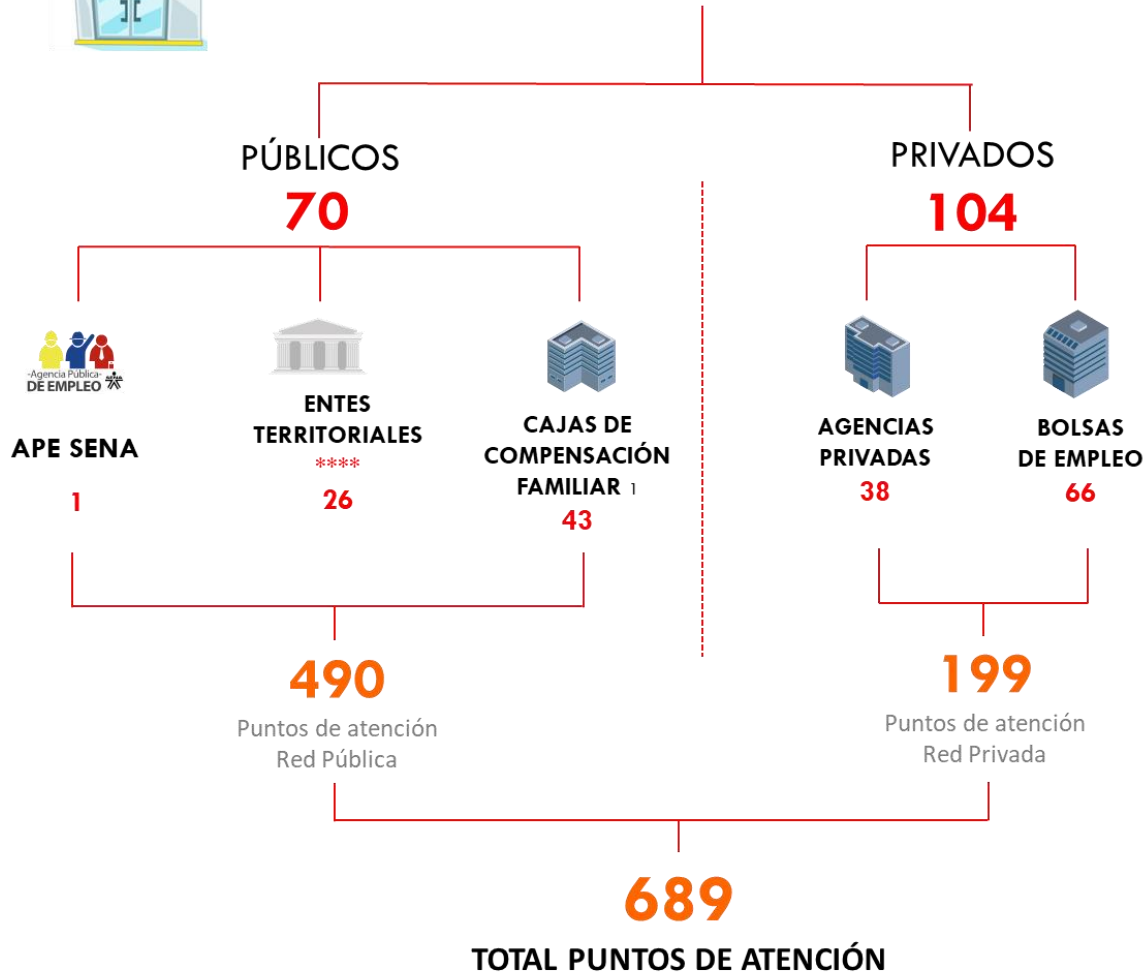 PÚBLICOS
70
PRIVADOS
104
-Agencia Pública-
DE EMPLEO
APE SENA
1
ENTES
TERRITORIALES
****
26
CAJAS DE
COMPENSACIÓN
FAMILIAR 1
43
AGENCIAS
PRIVADAS
38
BOLSAS
DE EMPLEO
66
490
Puntos de atención
Red Pública
199
Puntos de atención
Red Privada
689
TOTAL PUNTOS DE ATENCIÓN